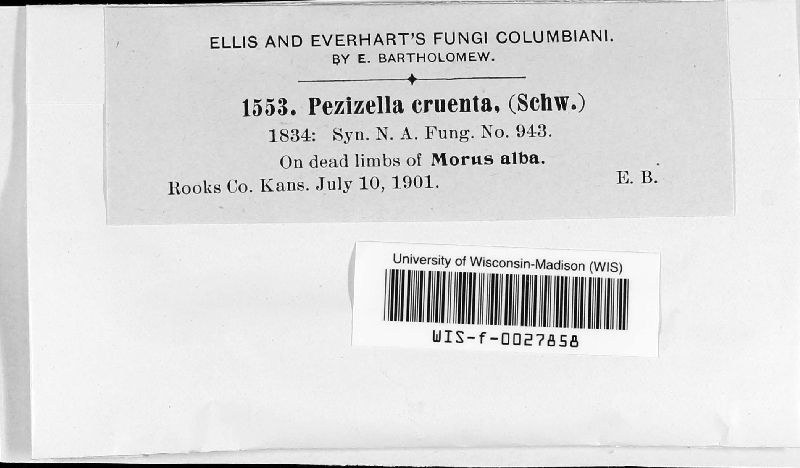 ELLIS AND EVERHART'S FUNGI COLUMBIANI.
BY E. BARTHOLOMEW.
1553. Pezizella cruenta, (Schw.)
1834: Syn. N. A. Fung. No. 943.
On dead limbs of Morus alba.
Rooks Co. Kans. July 10, 1901. E. B.
University of Wisconsin-Madison (WIS)
WIS-f-0027858